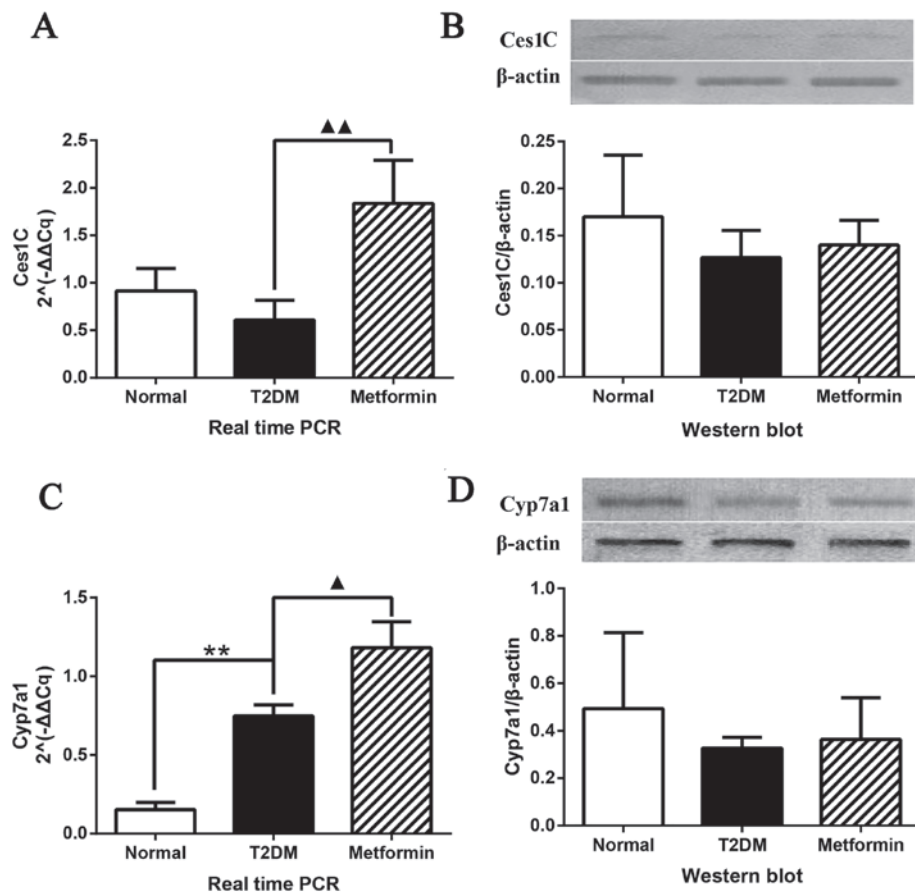 A
Ces1C
2^(-ΔΔCq)
2.5
2.0
1.5
1.0
0.5
0.0
▲▲
Normal T2DM Metformin
Real time PCR
B
Ces1C
β-actin
Ces1C/β-actin
0.25
0.20
0.15
0.10
0.05
0.00
Normal T2DM Metformin
Western blot
C
Cyp7a1
2^(-ΔΔCq)
1.5
1.0
0.5
0.0
**
▲
Normal T2DM Metformin
Real time PCR
D
Cyp7a1
β-actin
Cyp7a1/β-actin
1.0
0.8
0.6
0.4
0.2
0.0
Normal T2DM Metformin
Western blot